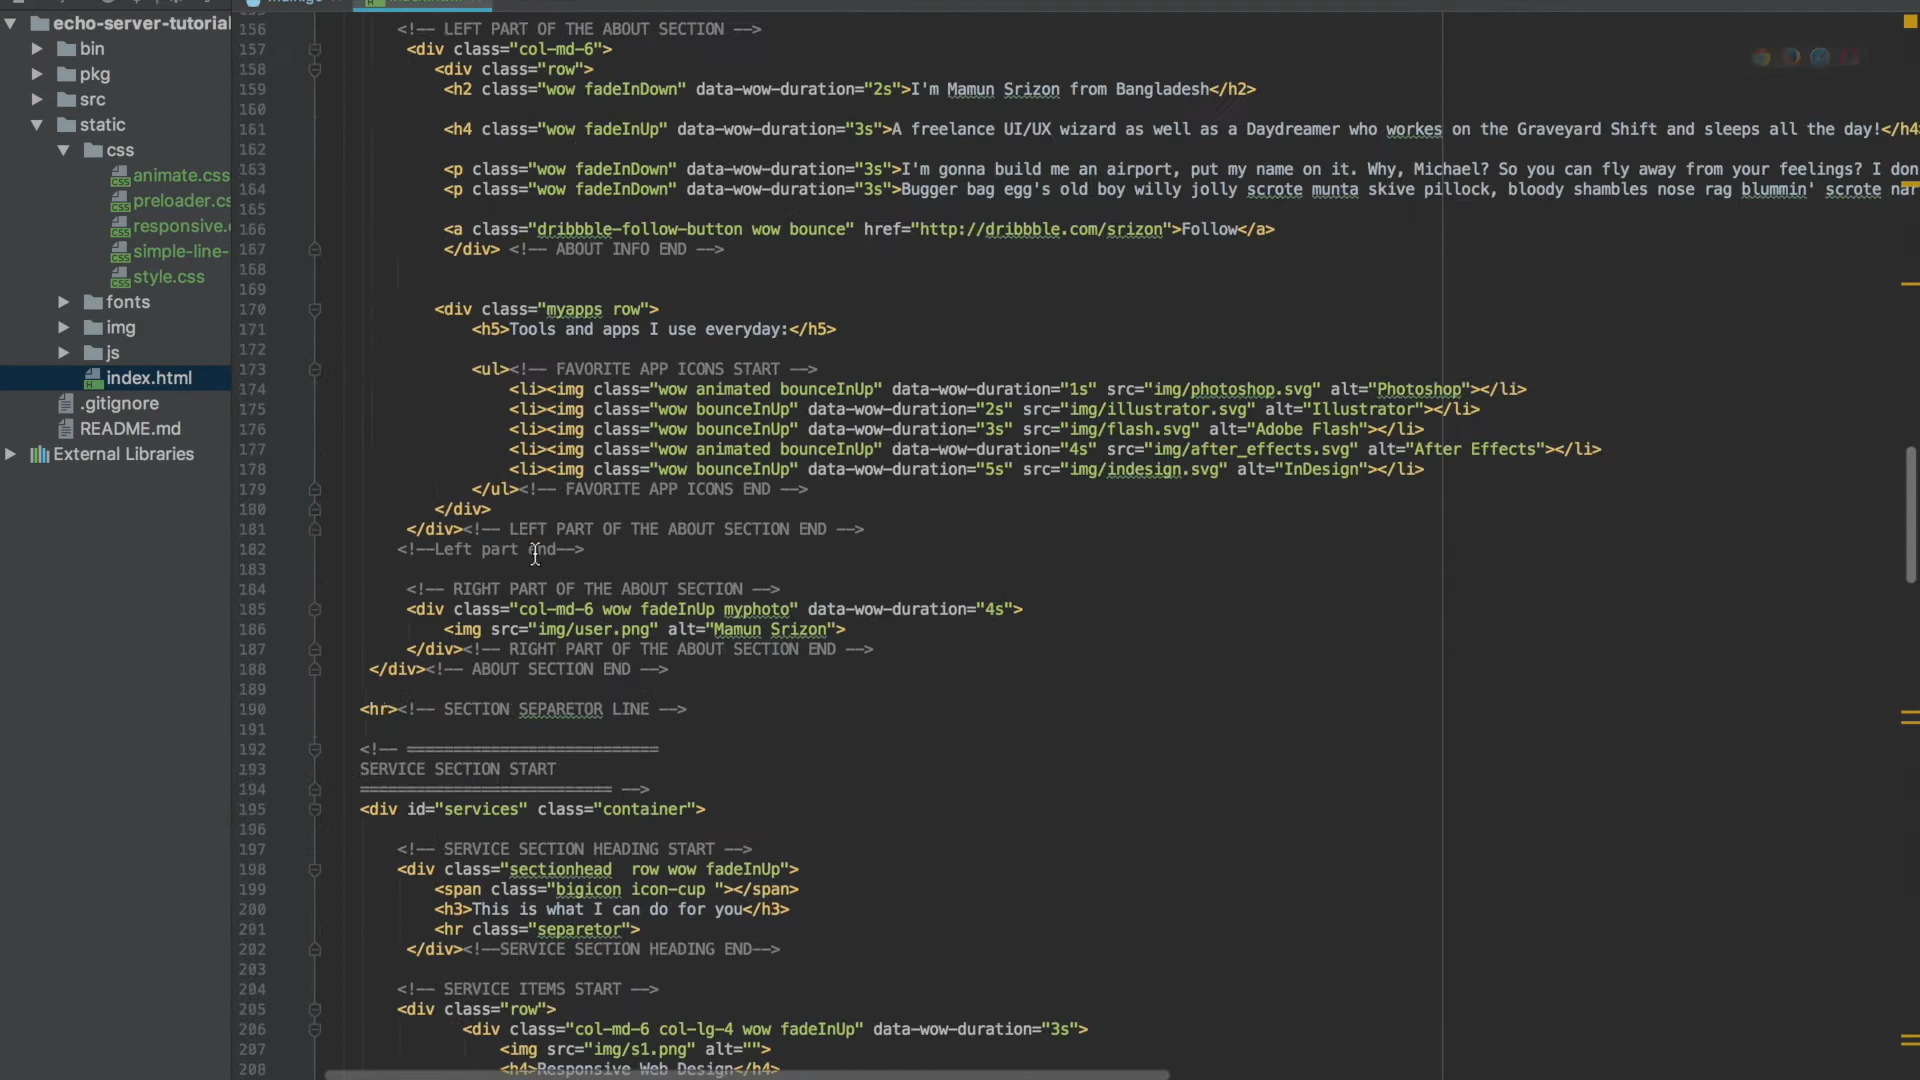 echo-server-tutorial
bin
pkg
src
static
css
animate.css
preloader.cs
responsive.
simple-line-
style.css
fonts
img
js
index.html
.gitignore
README.md
External Libraries
156 <!-- LEFT PART OF THE ABOUT SECTION -->
157 <div class="col-md-6">
158 <div class="row">
159 <h2 class="wow fadeInDown" data-wow-duration="2s">I'm Mamun Srizon from Bangladesh</h2>
160
161 <h4 class="wow fadeInUp" data-wow-duration="3s">A freelance UI/UX wizard as well as a Daydreamer who workes on the Graveyard Shift and sleeps all the day!</h4
162
163 <p class="wow fadeInDown" data-wow-duration="3s">I'm gonna build me an airport, put my name on it. Why, Michael? So you can fly away from your feelings? I don
164 <p class="wow fadeInDown" data-wow-duration="3s">Bugger bag egg's old boy willy jolly scrote munta skive pillock, bloody shambles nose rag blummin' scrote nar
165
166 <a class="dribbble-follow-button wow bounce" href="http://dribbble.com/srizon">Follow</a>
167 </div> <!-- ABOUT INFO END -->
168
169
170 <div class="myapps row">
171 <h5>Tools and apps I use everyday:</h5>
172
173 <ul><!-- FAVORITE APP ICONS START -->
174 <li><img class="wow animated bounceInUp" data-wow-duration="1s" src="img/photoshop.svg" alt="Photoshop"></li>
175 <li><img class="wow bounceInUp" data-wow-duration="2s" src="img/illustrator.svg" alt="Illustrator"></li>
176 <li><img class="wow bounceInUp" data-wow-duration="3s" src="img/flash.svg" alt="Adobe Flash"></li>
177 <li><img class="wow animated bounceInUp" data-wow-duration="4s" src="img/after_effects.svg" alt="After Effects"></li>
178 <li><img class="wow bounceInUp" data-wow-duration="5s" src="img/indesign.svg" alt="InDesign"></li>
179 </ul><!-- FAVORITE APP ICONS END -->
180 </div>
181 </div><!-- LEFT PART OF THE ABOUT SECTION END -->
182 <!--Left part end-->
183
184 <!-- RIGHT PART OF THE ABOUT SECTION -->
185 <div class="col-md-6 wow fadeInUp myphoto" data-wow-duration="4s">
186 <img src="img/user.png" alt="Mamun Srizon">
187 </div><!-- RIGHT PART OF THE ABOUT SECTION END -->
188 </div><!-- ABOUT SECTION END -->
189
190 <hr><!-- SECTION SEPARETOR LINE -->
191
192 <!-- ===========================
193 SERVICE SECTION START
194 =========================== -->
195 <div id="services" class="container">
196
197 <!-- SERVICE SECTION HEADING START -->
198 <div class="sectionhead  row wow fadeInUp">
199 <span class="bigicon icon-cup "></span>
200 <h3>This is what I can do for you</h3>
201 <hr class="separetor">
202 </div><!--SERVICE SECTION HEADING END-->
203
204 <!-- SERVICE ITEMS START -->
205 <div class="row">
206 <div class="col-md-6 col-lg-4 wow fadeInUp" data-wow-duration="3s">
207 <img src="img/s1.png" alt="">
208 <h4>Responsive Web Design</h4>